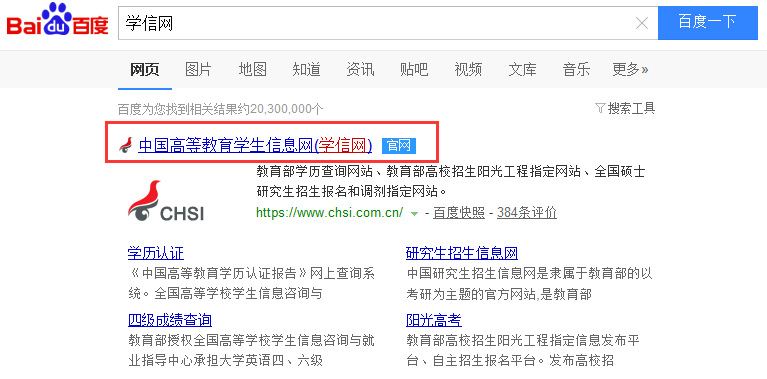 Bai du 百度 学信网 百度一下
网页 图片 地图 知道 资讯 贴吧 视频 文库 音乐 更多»
百度为您找到相关结果约20,300,000个 搜索工具
中国高等教育学生信息网(学信网) 官网
教育部学历查询网站、教育部高校招生阳光工程指定网站、全国硕士
研究生招生报名和调剂指定网站。
CHSI
https://www.chsi.com.cn/ - 百度快照 - 384条评价
学历认证
《中国高等教育学历认证报告》网上查询系
统。全国高等学校学生信息咨询与
研究生招生信息网
中国研究生招生信息网是隶属于教育部的以
考研为主题的官方网站,是教育部
四级成绩查询
教育部授权全国高等学校学生信息咨询与就
业指导中心承担大学英语四、六级
阳光高考
教育部高校招生阳光工程指定信息发布平
台、自主招生报名平台。发布高校招